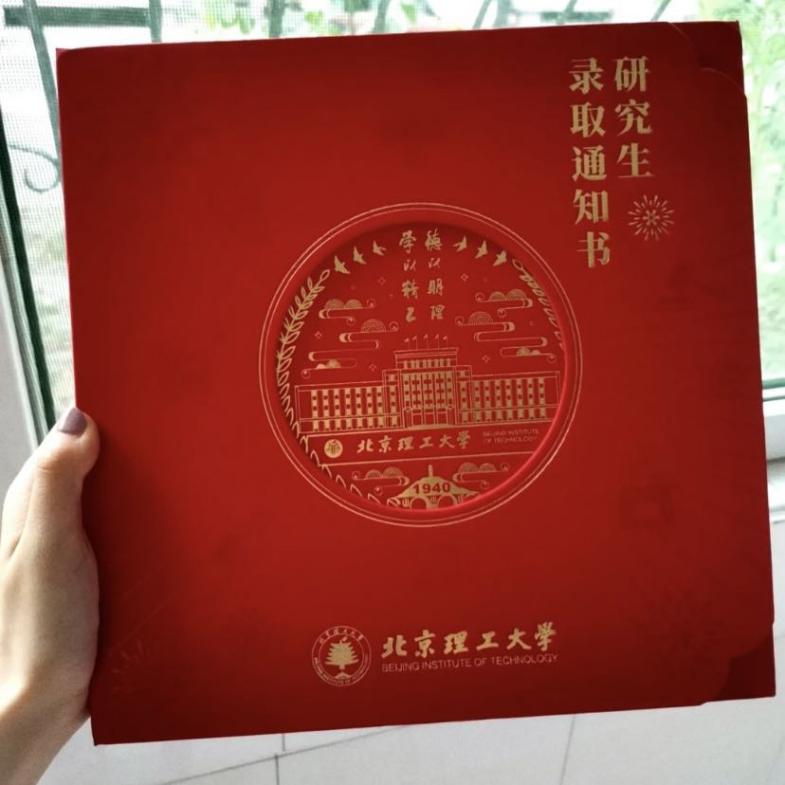 研究生
录取通知书
德以明理
学以精工
北京理工大学
BEIJING INSTITUTE
OF TECHNOLOGY
1940
北京理工大学
BEIJING INSTITUTE OF TECHNOLOGY